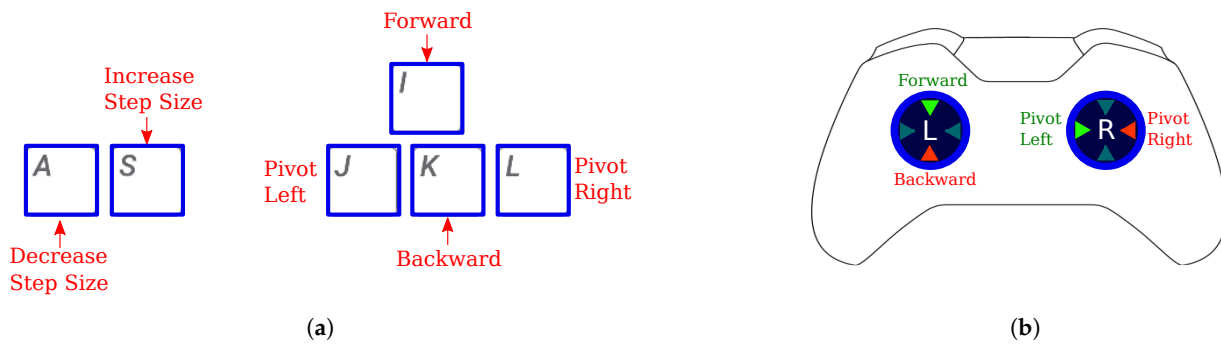 Forward
Increase
Step Size
I
A
S
Pivot
Left
J
K
L
Pivot
Right
Decrease
Step Size
Backward
(a)
Forward
L
Backward
Pivot
Left
R
Pivot
Right
(b)